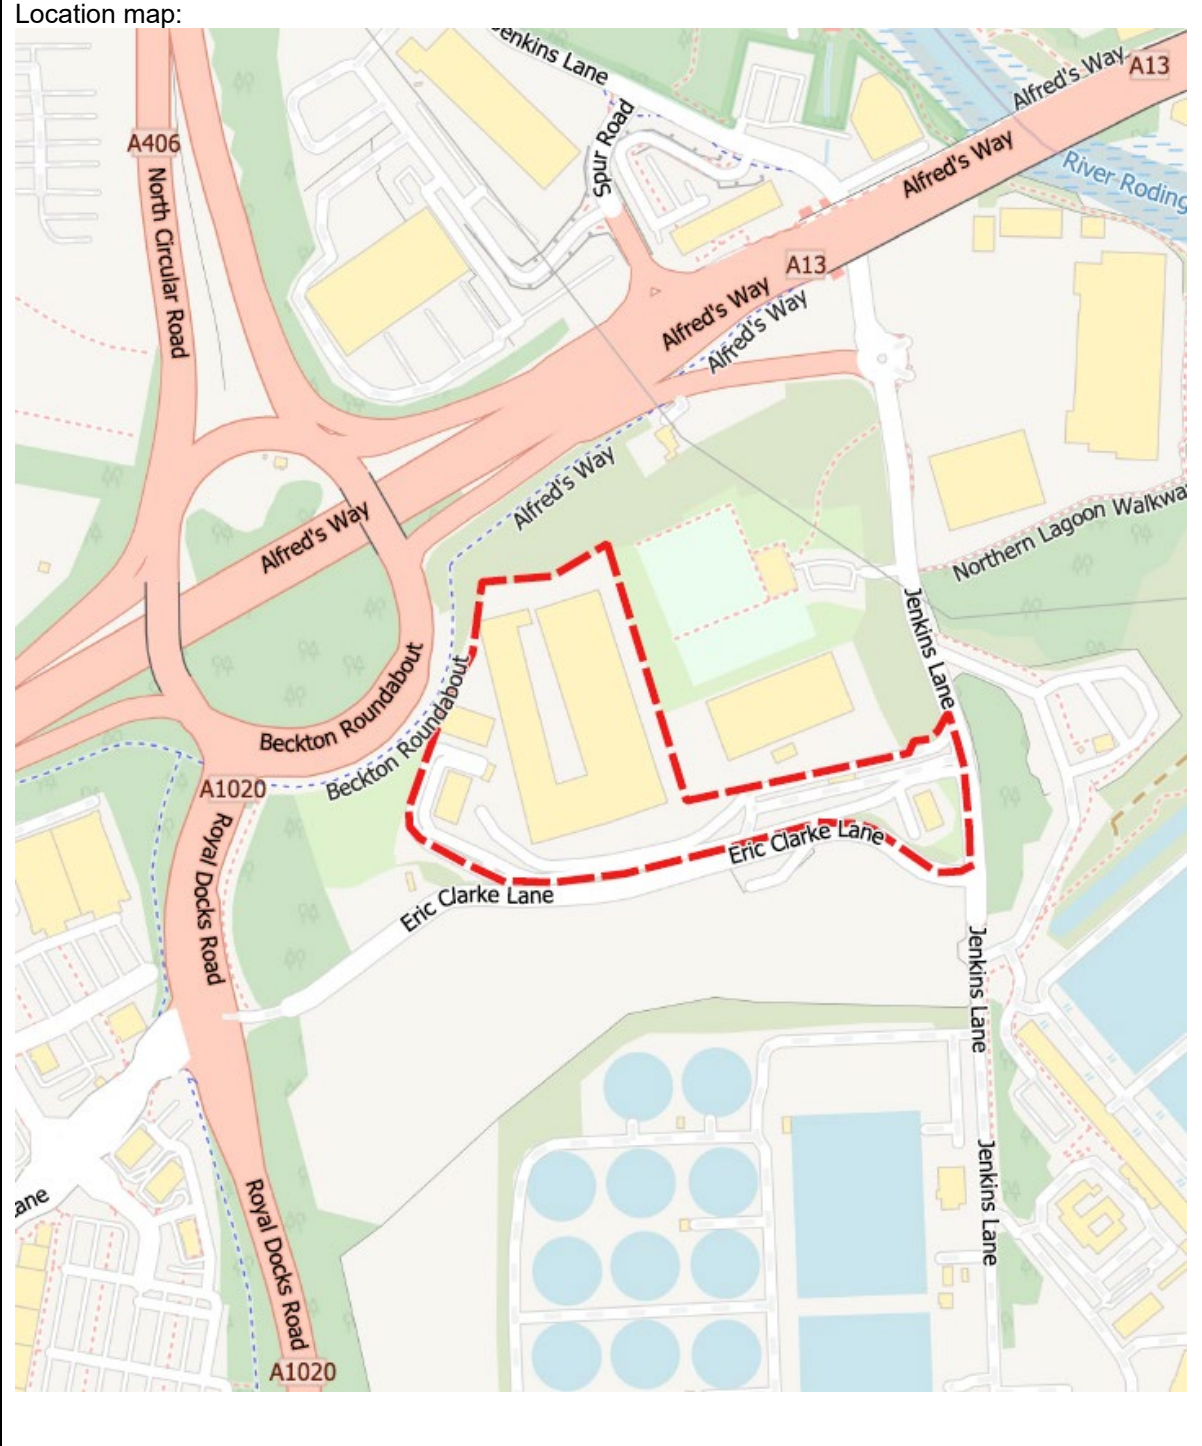 Location map:
Jenkins Lane
Alfred's Way
A13
A406
Spur Road
Alfred's Way
River Roding
North Circular Road
A13
Alfred's Way
Alfred's Way
Alfred's Way
Northern Lagoon Walkwa
Alfred's Way
Jenkins Lane
Beckton Roundabout
Beckton Roundabout
A1020
Royal Docks Road
Eric Clarke Lane
Eric Clarke Lane
Jenkins Lane
Jenkins Lane
ane
Royal Docks Road
A1020